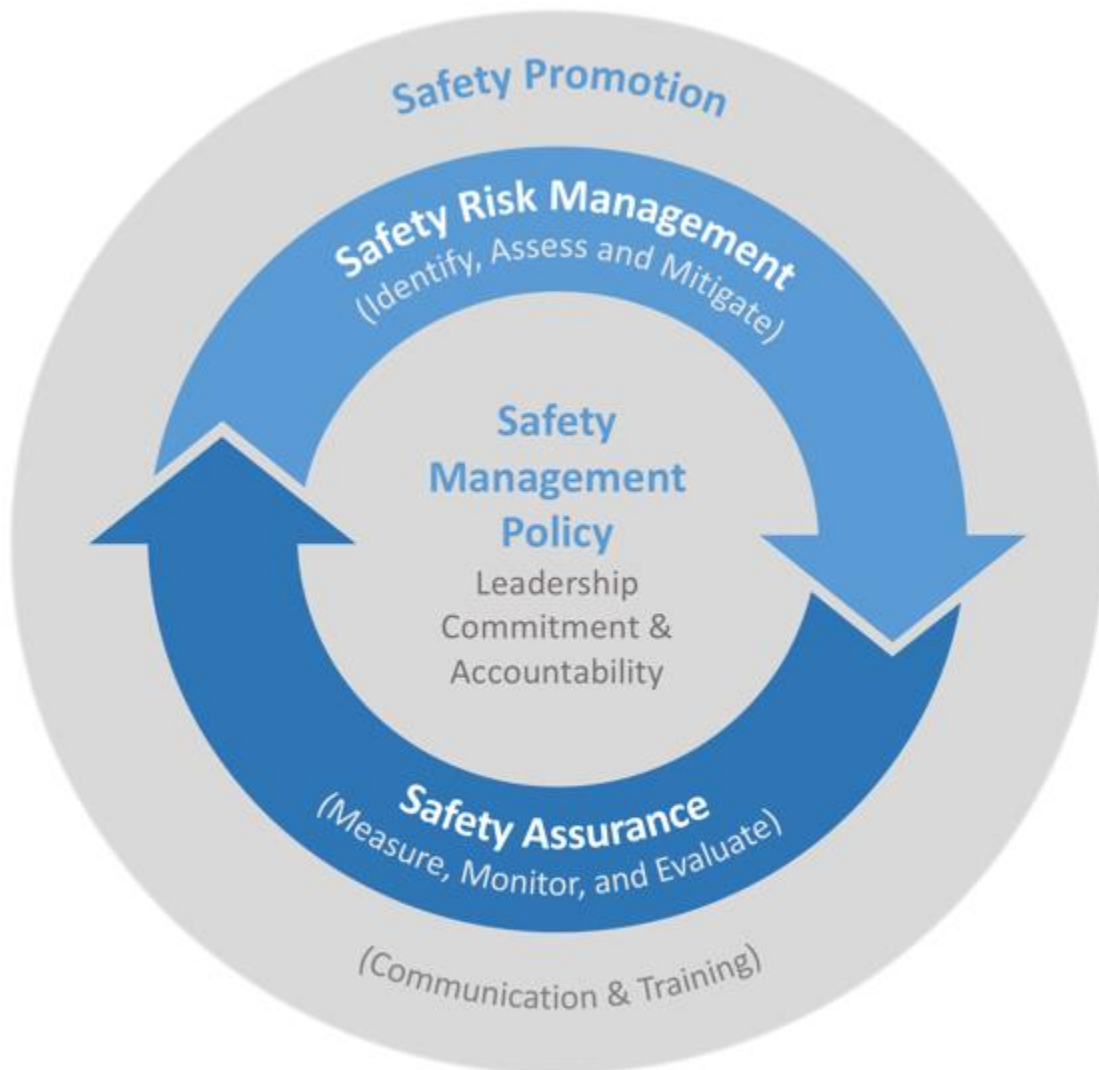 Safety Promotion
Safety Risk Management
(Identify, Assess and Mitigate)
Safety
Management
Policy
Leadership
Commitment &
Accountability
Safety Assurance
(Measure, Monitor, and Evaluate)
(Communication & Training)